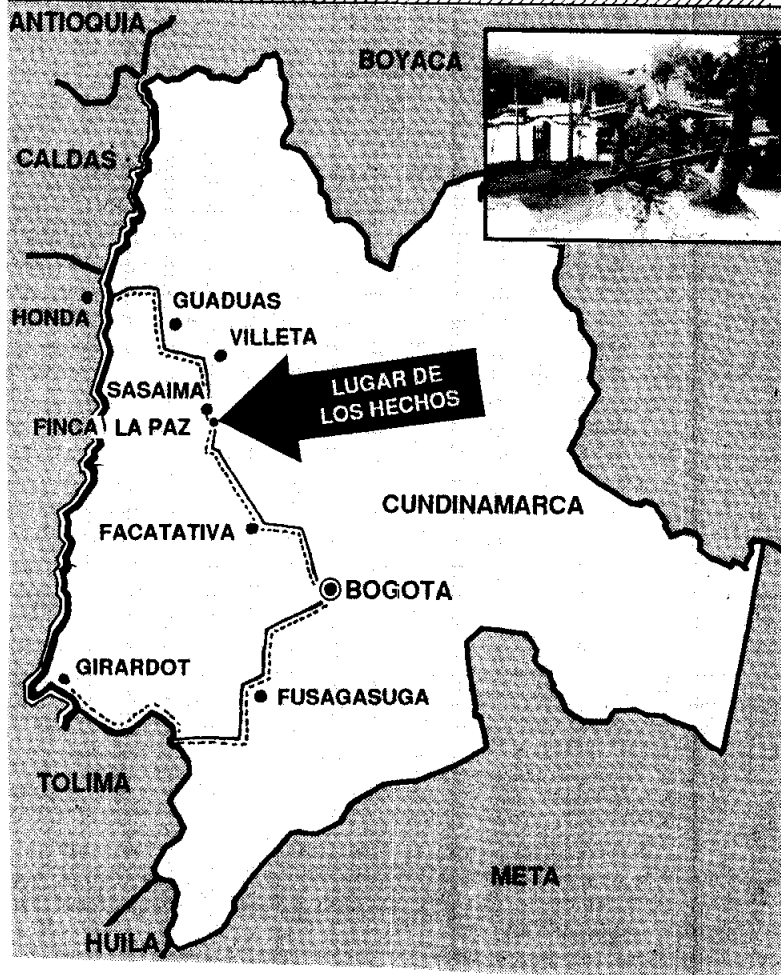 ANTIOQUIA
BOYACA
CALDAS
HONDA
GUADUAS
VILLETA
SASAIMA
FINCA LA PAZ
LUGAR DE
LOS HECHOS
CUNDINAMARCA
FACATATIVA
BOGOTA
GIRARDOT
FUSAGASUGA
TOLIMA
META
HUILA